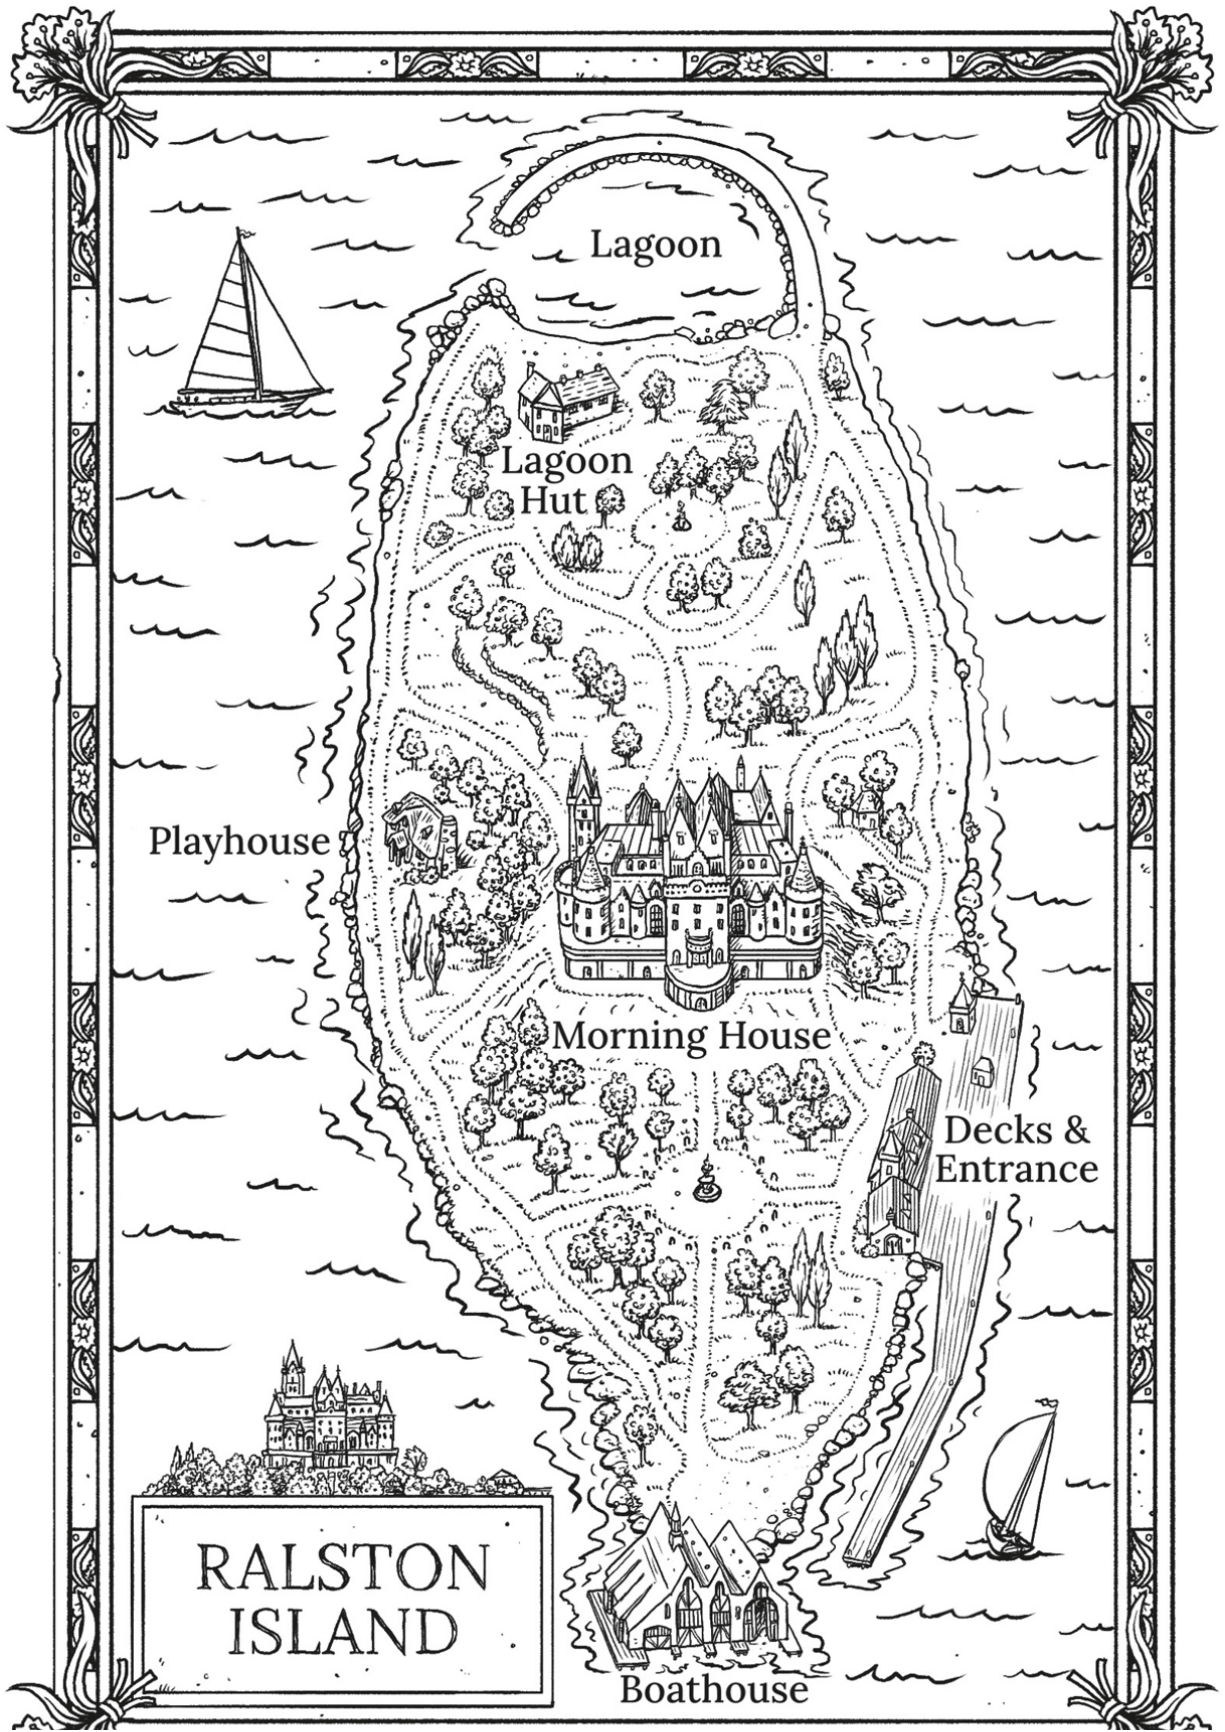 Lagoon
Lagoon
Hut
Playhouse
Morning House
Decks &
Entrance
RALSTON
ISLAND
Boathouse